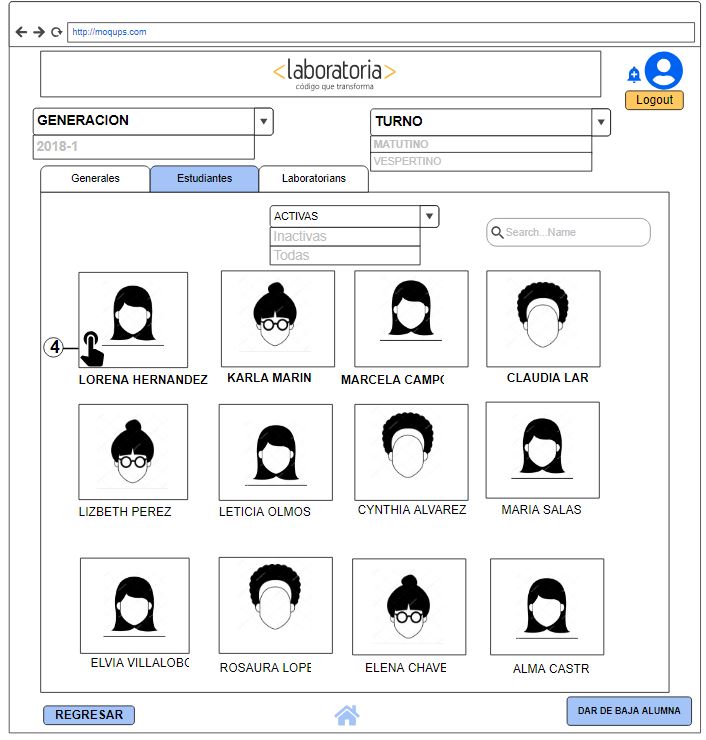 http://moqups.com
<laboratoria>
código que transforma
Logout
GENERACION
TURNO
2018-1
MATUTINO
VESPERTINO
Generales Estudiantes Laboratorians
ACTIVAS
Inactivas
Todas
Search...Name
4
LORENA HERNANDEZ KARLA MARIN MARCELA CAMPO CLAUDIA LAR
LIZBETH PEREZ LETICIA OLMOS CYNTHIA ALVAREZ MARIA SALAS
ELVIA VILLALOBO ROSAURA LOPE ELENA CHAVE ALMA CASTR
REGRESAR
DAR DE BAJA ALUMNA